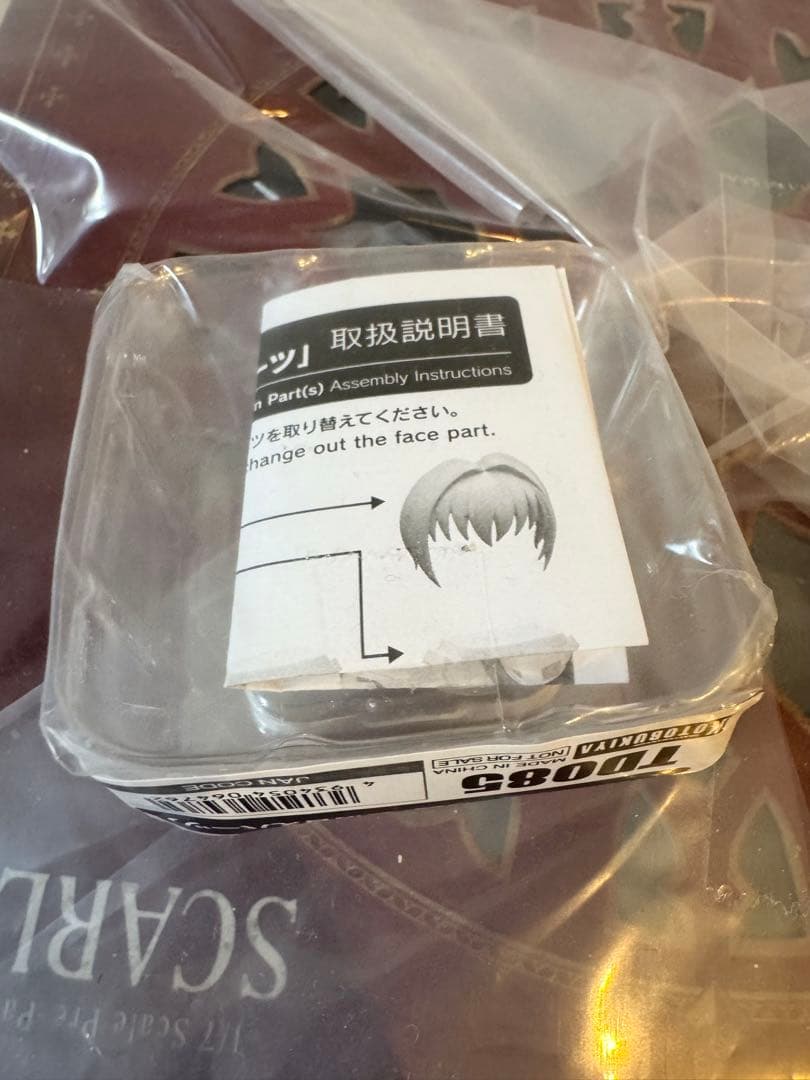 ーツ」 取扱説明書
Part(s) Assembly Instructions
ツを取り替えてください。
change out the face part.
KOTOBUKIYA
TD085
MADE IN CHINA
NOT FOR SALE
JAN CODE
SCARL
1/7 Scale Pre-Pa